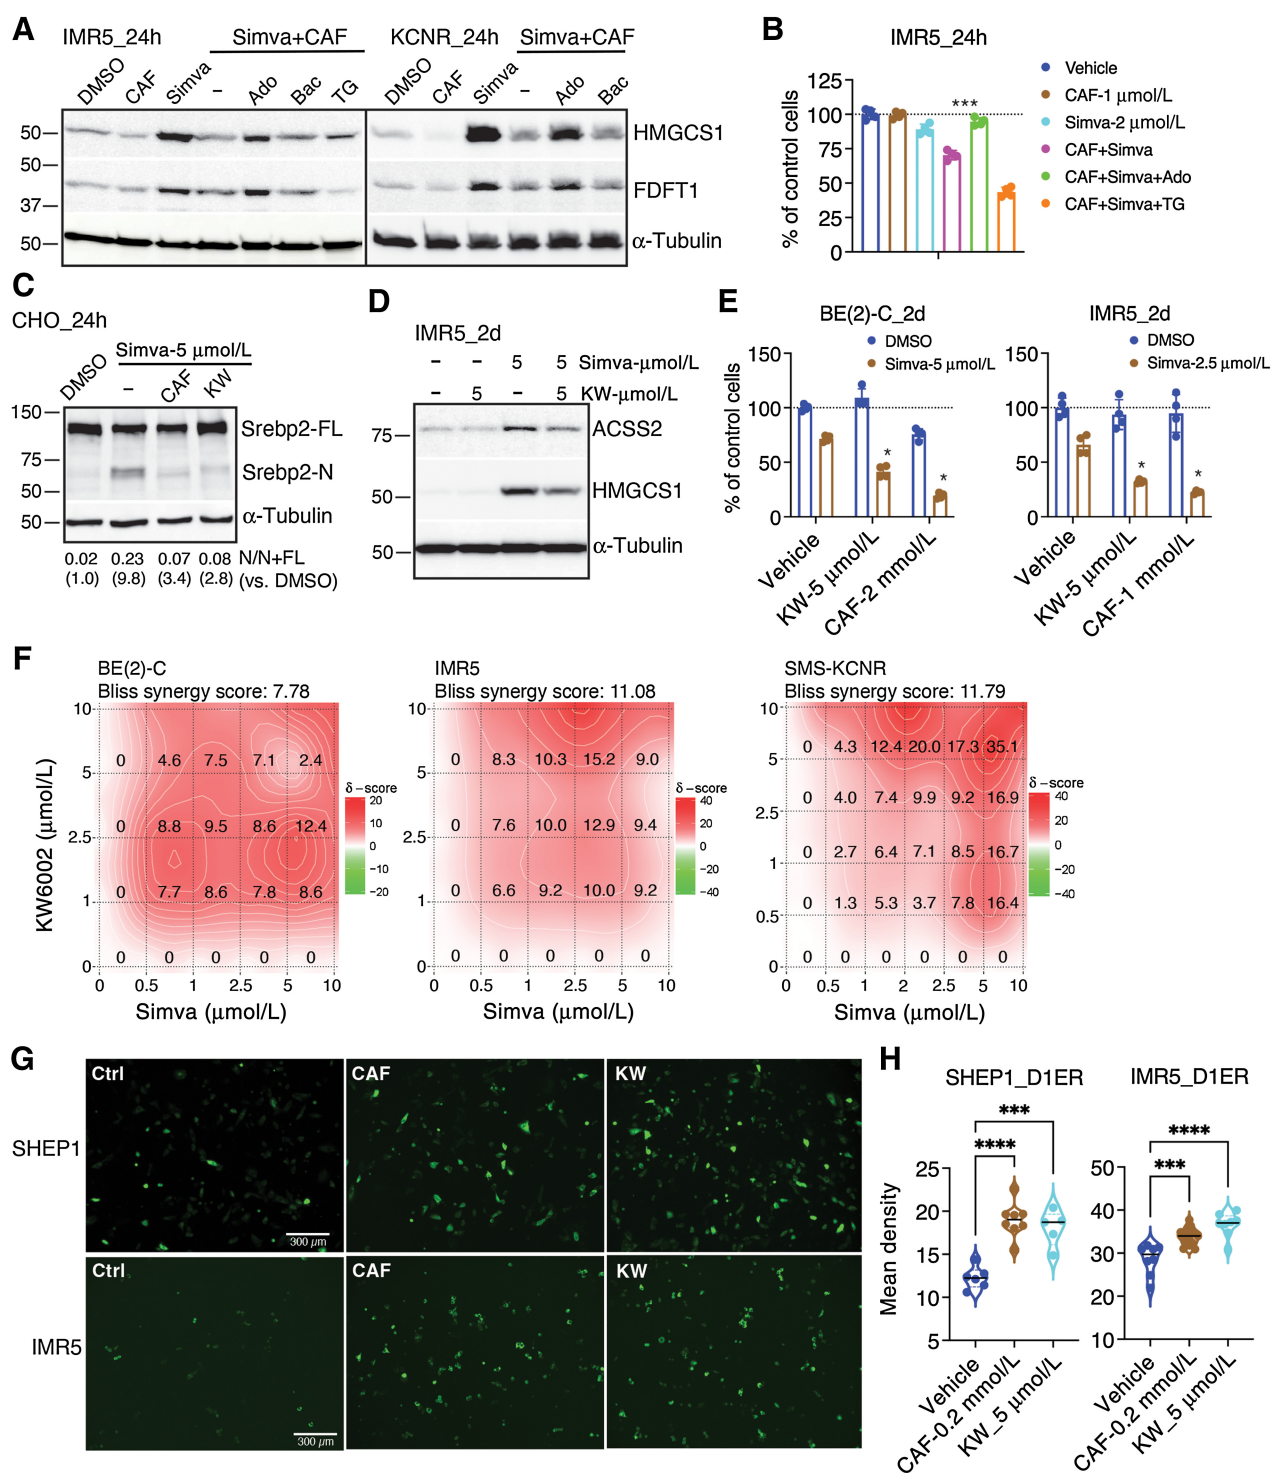 A
IMR5_24h
Simva+CAF
KCNR_24h
Simva+CAF
DMSO
CAF
Simva
–
Ado
Bac
TG
DMSO
CAF
Simva
–
Ado
Bac
50
HMGCS1
50
FDFT1
37
50
α-Tubulin
B
IMR5_24h
% of control cells
125
100
75
50
25
0
***
Vehicle
CAF-1 μmol/L
Simva-2 μmol/L
CAF+Simva
CAF+Simva+Ado
CAF+Simva+TG
C
CHO_24h
Simva-5 μmol/L
DMSO
–
CAF
KW
150
Srebp2-FL
75
Srebp2-N
50
50
α-Tubulin
0.02 0.23 0.07 0.08 N/N+FL
(1.0) (9.8) (3.4) (2.8) (vs. DMSO)
D
IMR5_2d
– – 5 5 Simva-μmol/L
– 5 – 5 KW-μmol/L
75
ACSS2
50
HMGCS1
50
α-Tubulin
E
BE(2)-C_2d
DMSO
Simva-5 μmol/L
% of control cells
150
100
50
0
*
*
Vehicle
KW-5 μmol/L
CAF-2 mmol/L
IMR5_2d
DMSO
Simva-2.5 μmol/L
150
100
50
0
*
*
Vehicle
KW-5 μmol/L
CAF-1 mmol/L
F
BE(2)-C
Bliss synergy score: 7.78
KW6002 (μmol/L)
10
0 4.6 7.5 7.1 2.4
5
0 8.8 9.5 8.6 12.4
2.5
0 7.7 8.6 7.8 8.6
1
0 0 0 0 0
0
0 0.5 1 2.5 5 10
Simva (μmol/L)
δ-score
20
10
0
−10
−20
IMR5
Bliss synergy score: 11.08
10
0 8.3 10.3 15.2 9.0
5
0 7.6 10.0 12.9 9.4
2.5
0 6.6 9.2 10.0 9.2
1
0 0 0 0 0
0
0 0.5 1 2.5 5 10
Simva (μmol/L)
δ-score
40
20
0
−20
−40
SMS-KCNR
Bliss synergy score: 11.79
10
0 4.3 12.4 20.0 17.3 35.1
5
0 4.0 7.4 9.9 9.2 16.9
2.5
0 2.7 6.4 7.1 8.5 16.7
1
0 1.3 5.3 3.7 7.8 16.4
0.5
0 0 0 0 0 0
0
0 0.5 1 2 2.5 5 10
Simva (μmol/L)
δ-score
40
20
0
−20
−40
G
SHEP1
Ctrl
300 μm
CAF
KW
IMR5
Ctrl
300 μm
CAF
KW
H
SHEP1_D1ER
Mean density
25
20
15
10
5
***
****
Vehicle
CAF-0.2 mmol/L
KW_5 μmol/L
IMR5_D1ER
50
40
30
20
10
****
***
Vehicle
CAF-0.2 mmol/L
KW_5 μmol/L